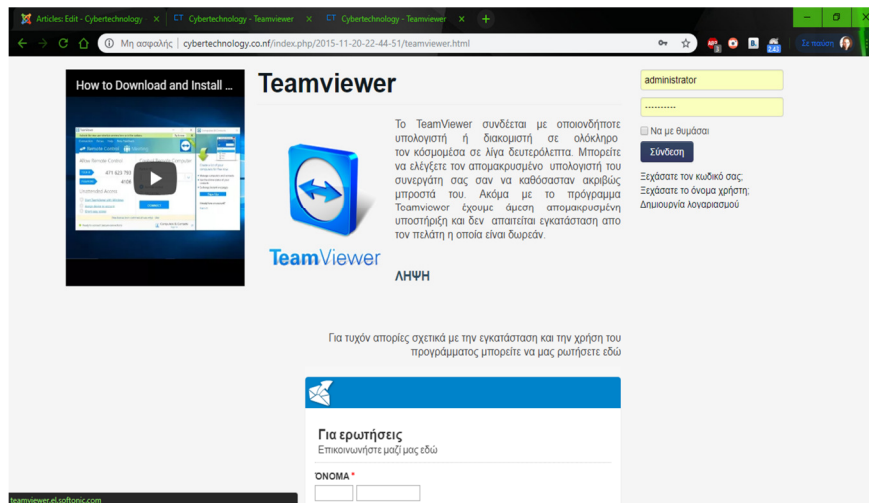 Articles: Edit - Cybertechnology
Cybertechnology - Teamviewer
Cybertechnology - Teamviewer
Μη ασφαλής | cybertechnology.co.nf/index.php/2015-11-20-22-44-51/teamviewer.html
Σε παύση
How to Download and Install ...
Teamviewer
Το TeamViewer συνδέεται με οποιονδήποτε
υπολογιστή ή διακομιστή σε ολόκληρο
τον κόσμομέσα σε λίγα δευτερόλεπτα. Μπορείτε
να ελέγξετε τον απομακρυσμένο υπολογιστή του
συνεργάτη σας σαν να καθόσασταν ακριβώς
μπροστά του. Ακόμα με το πρόγραμμα
Teamviewer έχουμε άμεση απομακρυσμένη
υποστήριξη και δεν απαιτείται εγκατάσταση απο
τον πελάτη η οποία είναι δωρεάν.
TeamViewer
ΛΗΨΗ
administrator
----------
Να με θυμάσαι
Σύνδεση
Ξεχάσατε τον κωδικό σας;
Ξεχάσατε το όνομα χρήστη;
Δημιουργία λογαριασμού
Για τυχόν απορίες σχετικά με την εγκατάσταση και την χρήση του
προγράμματος μπορείτε να μας ρωτήσετε εδώ
Για ερωτήσεις
Επικοινωνήστε μαζί μας εδώ
ΌΝΟΜΑ *
teamviewer.el.softonic.com